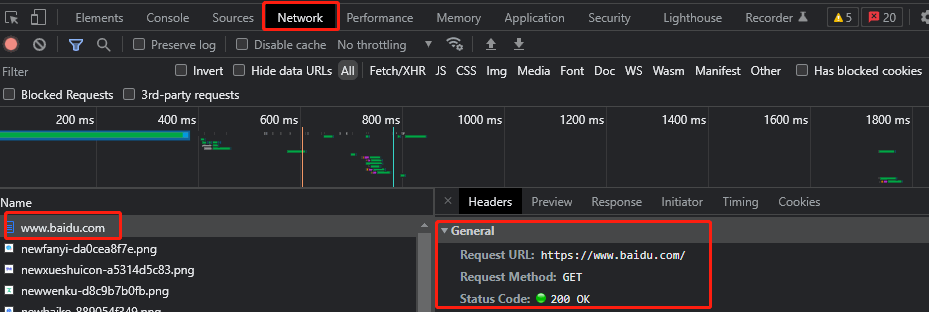 Elements Console Sources Network Performance Memory Application Security Lighthouse Recorder 5 20
Preserve log Disable cache No throttling
Filter Invert Hide data URLs All Fetch/XHR JS CSS Img Media Font Doc WS Wasm Manifest Other Has blocked cookies
Blocked Requests 3rd-party requests
200 ms 400 ms 600 ms 800 ms 1000 ms 1200 ms 1400 ms 1600 ms 1800 ms
Name
× Headers Preview Response Initiator Timing Cookies
www.baidu.com
newfanyi-da0cea8f7e.png
newxueshuicon-a5314d5c83.png
newwenku-d8c9b7b0fb.png
newbaike-889054f349.png
General
Request URL: https://www.baidu.com/
Request Method: GET
Status Code: 200 OK